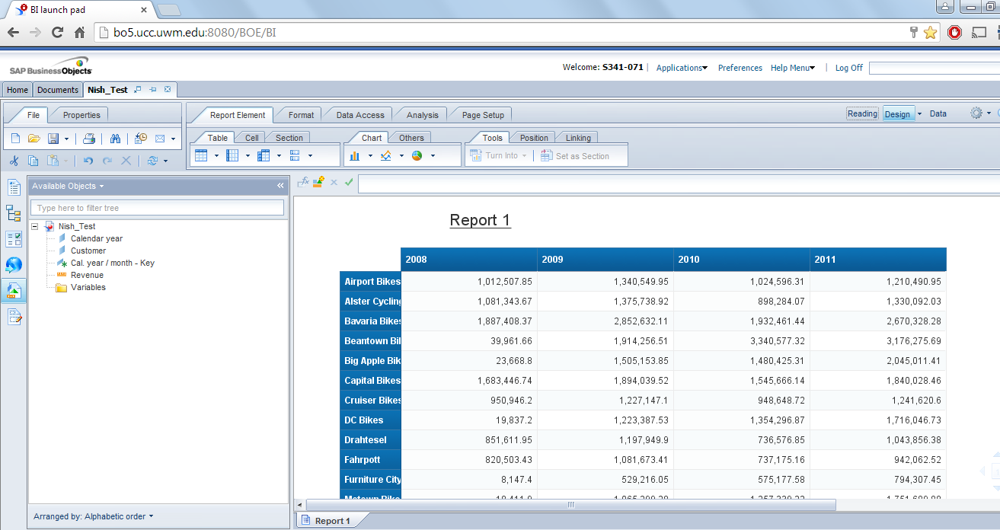 BI launch pad
bo5.ucc.uwm.edu:8080/BOE/BI
SAP BusinessObjects
Welcome: S341-071 | Applications Preferences Help Menu | Log Off
Home Documents Nish_Test
File Properties Report Element Format Data Access Analysis Page Setup Reading Design Data
Table Cell Section Chart Others Tools Position Linking
Turn Into Set as Section
Available Objects
Type here to filter tree
Nish_Test
Calendar year
Customer
Cal. year / month - Key
Revenue
Variables
Arranged by: Alphabetic order
Report 1
2008 2009 2010 2011
Airport Bikes 1,012,507.85 1,340,549.95 1,024,596.31 1,210,490.95
Alster Cycling 1,081,343.67 1,375,738.92 898,284.07 1,330,092.03
Bavaria Bikes 1,887,408.37 2,852,632.11 1,932,461.44 2,670,328.28
Beantown Bi 39,961.66 1,914,256.51 3,340,577.32 3,176,275.69
Big Apple Bik 23,668.8 1,505,153.85 1,480,425.31 2,045,011.41
Capital Bikes 1,683,446.74 1,894,039.52 1,545,666.14 1,840,028.46
Cruiser Bikes 950,946.2 1,227,147.1 948,648.72 1,241,620.6
DC Bikes 19,837.2 1,223,387.53 1,354,296.87 1,716,046.73
Drahtesel 851,611.95 1,197,949.9 736,576.85 1,043,856.38
Fahrpott 820,503.43 1,081,673.41 737,175.16 942,062.52
Furniture City 8,147.4 529,216.05 575,177.58 794,307.45
Report 1